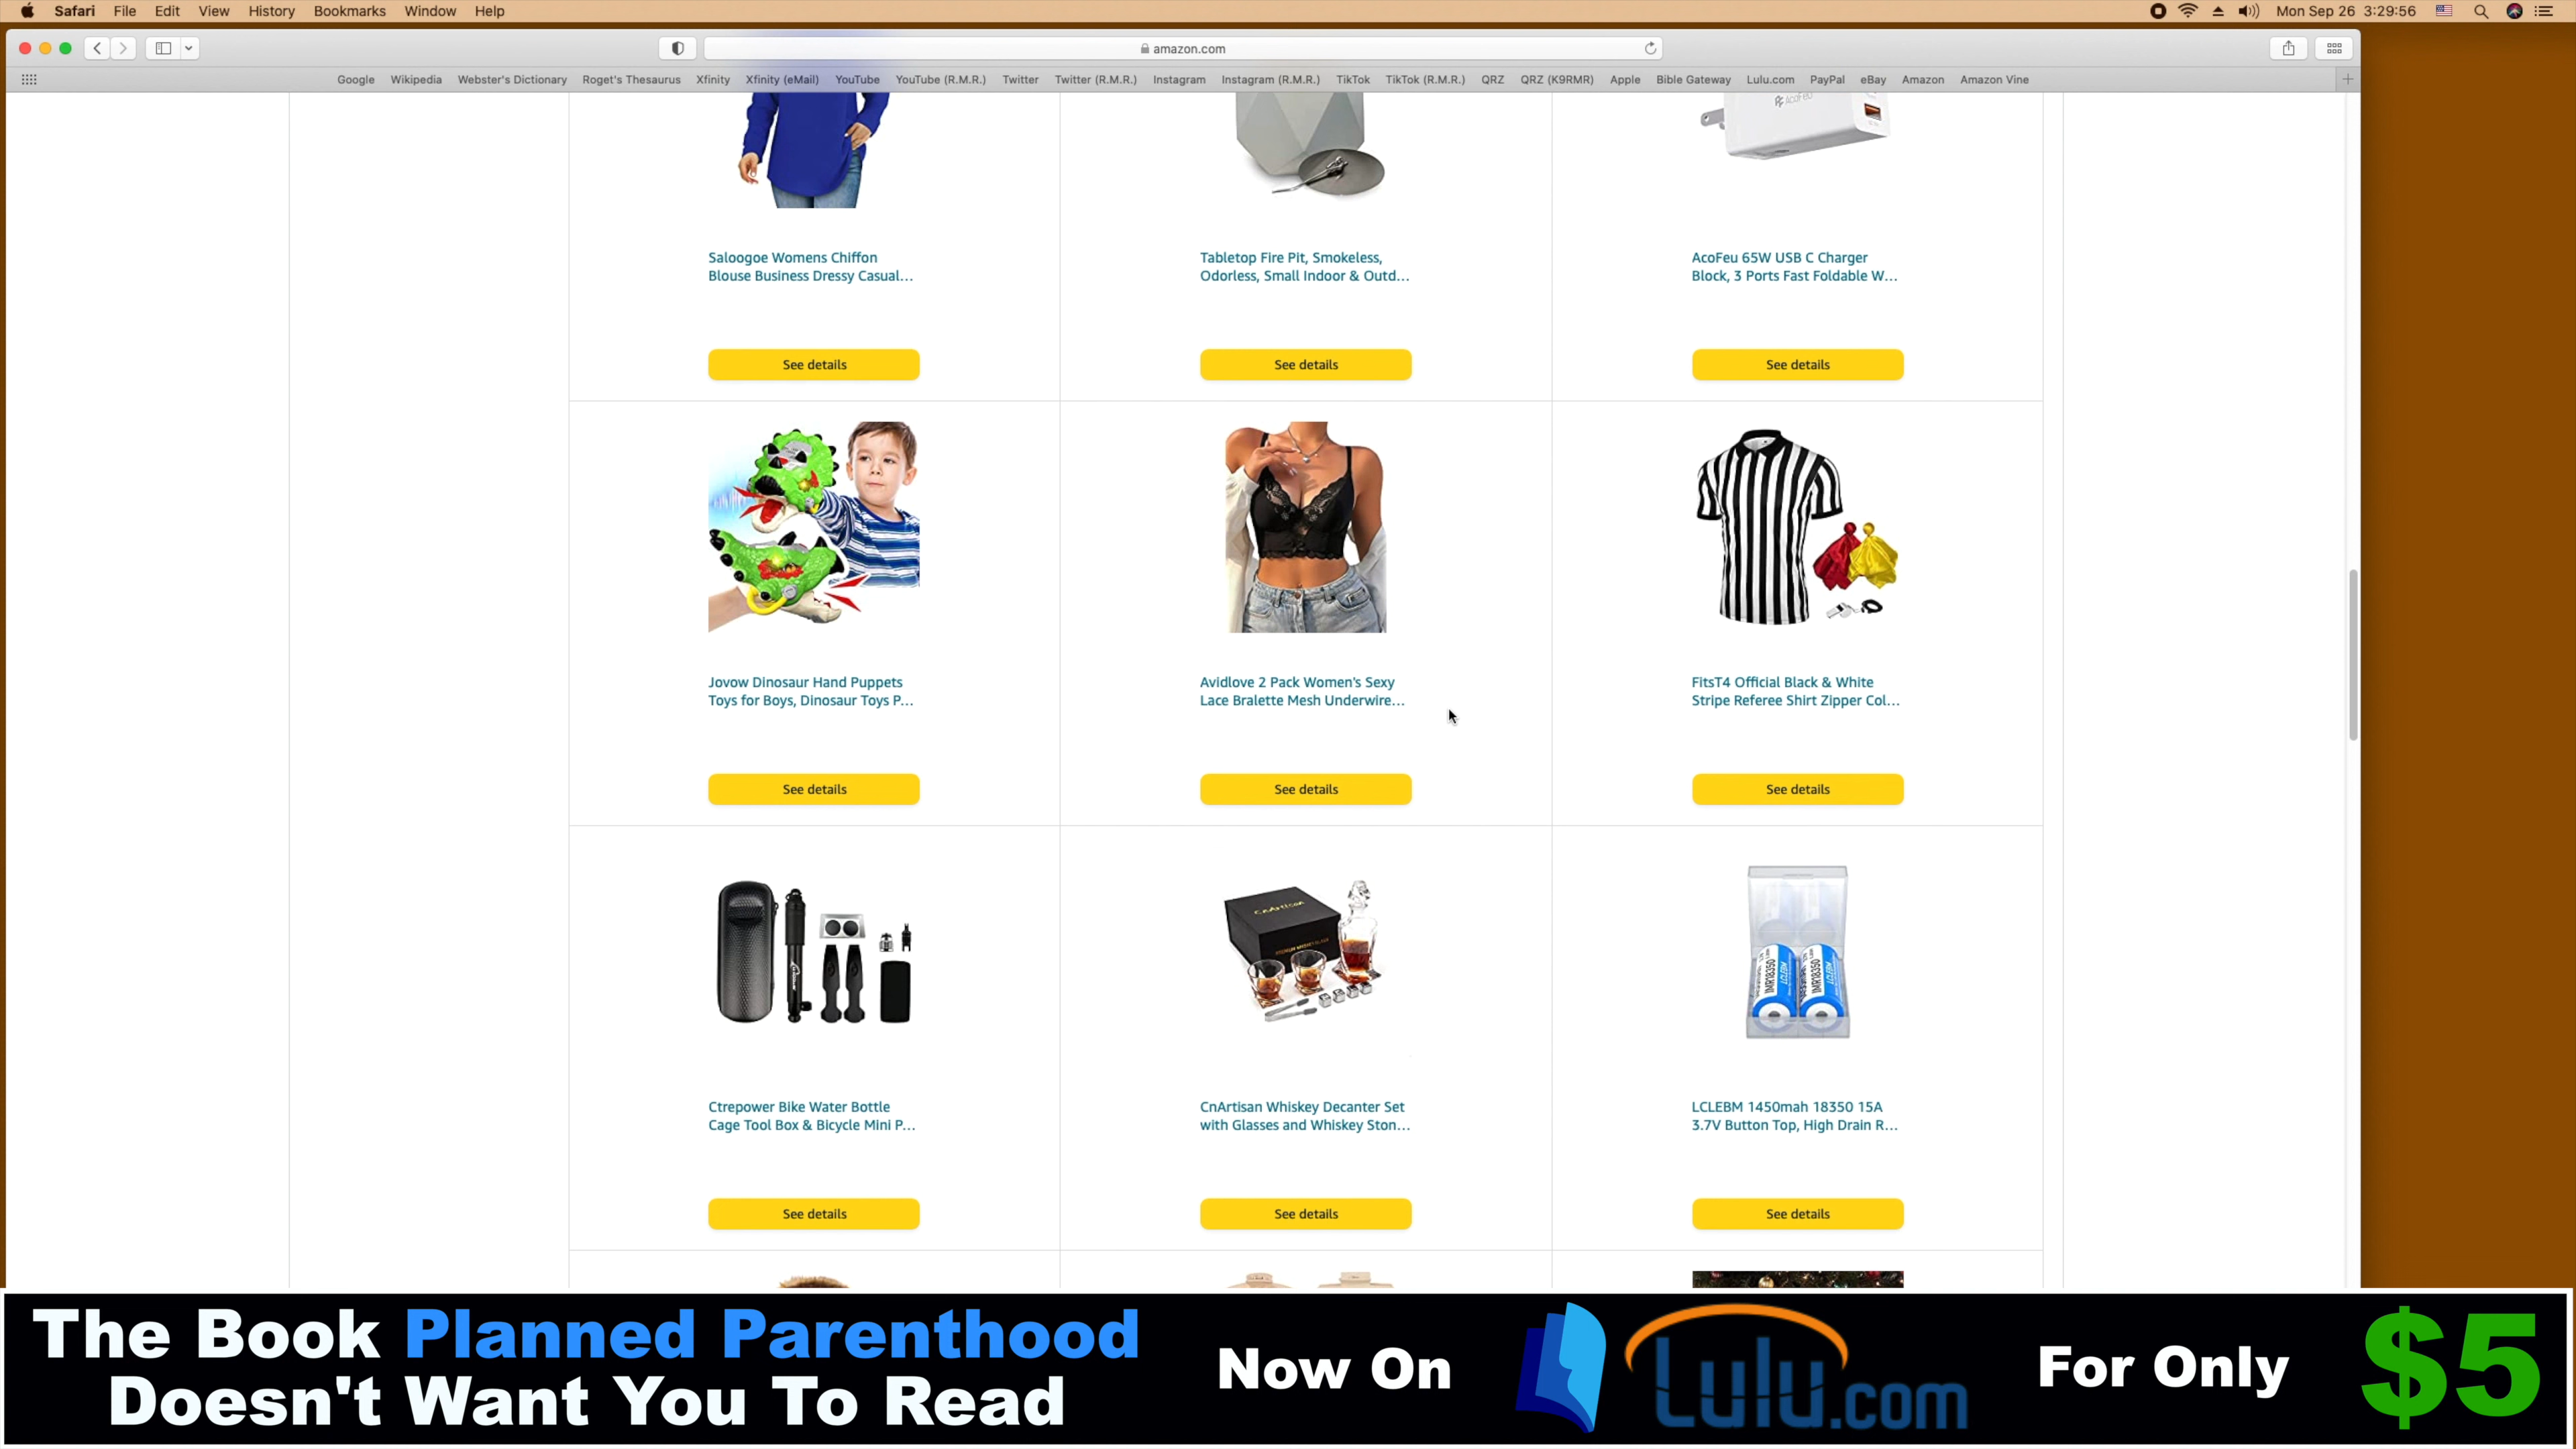 Safari File Edit View History Bookmarks Window Help
Mon Sep 26 3:29:56
amazon.com
Google Wikipedia Webster's Dictionary Roget's Thesaurus Xfinity Xfinity (eMail) YouTube YouTube (R.M.R.) Twitter Twitter (R.M.R.) Instagram Instagram (R.M.R.) TikTok TikTok (R.M.R.) QRZ QRZ (K9RMR) Apple Bible Gateway Lulu.com PayPal eBay Amazon Amazon Vine
AcoFeu
Saloogoe Womens Chiffon
Blouse Business Dressy Casual...
Tabletop Fire Pit, Smokeless,
Odorless, Small Indoor & Outd...
AcoFeu 65W USB C Charger
Block, 3 Ports Fast Foldable W...
See details
See details
See details
Jovow Dinosaur Hand Puppets
Toys for Boys, Dinosaur Toys P...
Avidlove 2 Pack Women's Sexy
Lace Bralette Mesh Underwire...
FitsT4 Official Black & White
Stripe Referee Shirt Zipper Col...
See details
See details
See details
CnArtisan
IMR18350
LCLEBM
IMR18350
LCLEBM
Ctrepower Bike Water Bottle
Cage Tool Box & Bicycle Mini P...
CnArtisan Whiskey Decanter Set
with Glasses and Whiskey Ston...
LCLEBM 1450mah 18350 15A
3.7V Button Top, High Drain R...
See details
See details
See details
The Book Planned Parenthood
Doesn't Want You To Read
Now On
Lulu.com
For Only
$5